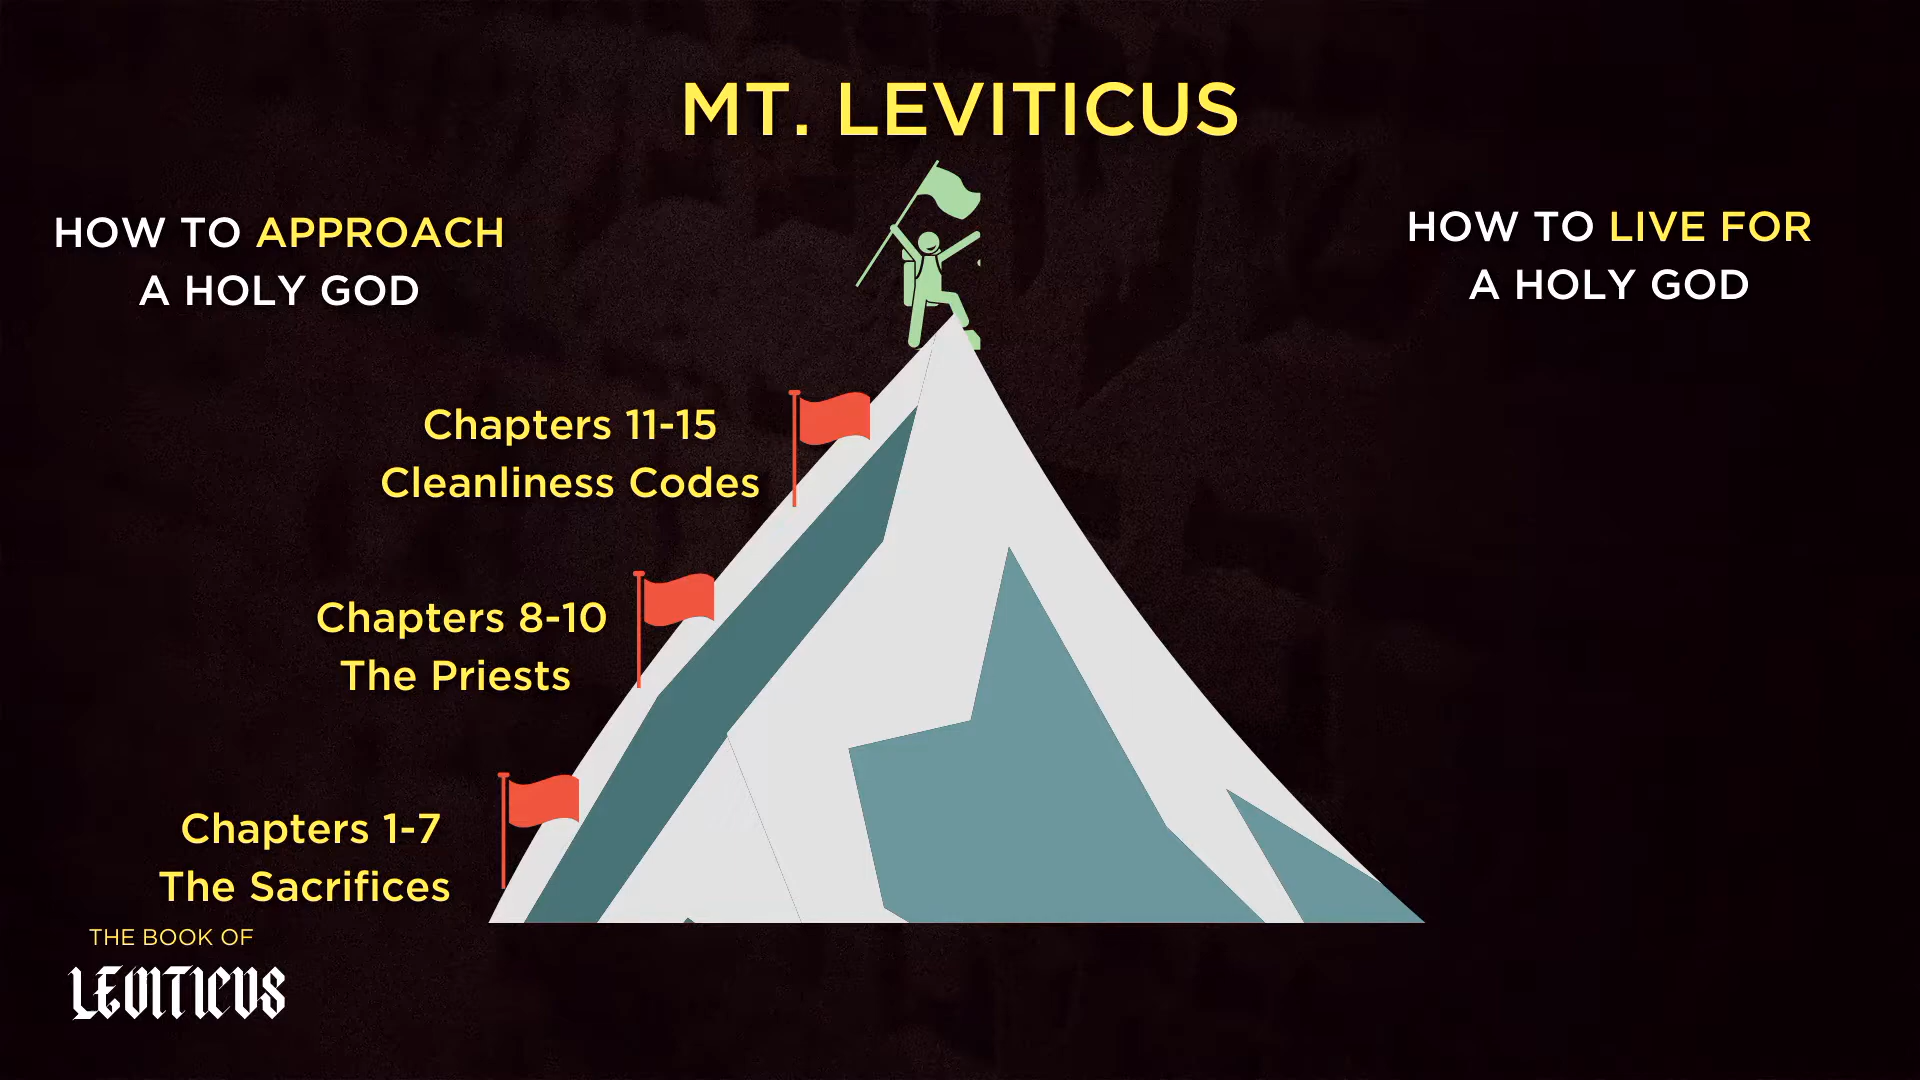 MT. LEVITICUS
HOW TO APPROACH
A HOLY GOD
HOW TO LIVE FOR
A HOLY GOD
Chapters 11-15
Cleanliness Codes
Chapters 8-10
The Priests
Chapters 1-7
The Sacrifices
THE BOOK OF
LEVITICUS